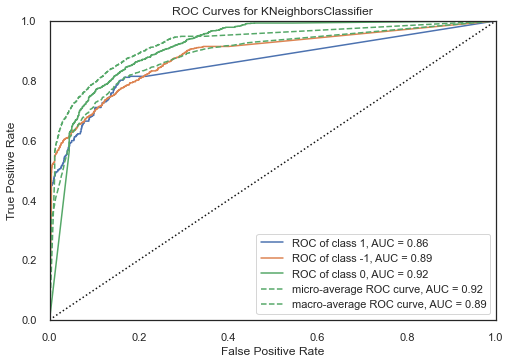 ROC Curves for KNeighborsClassifier
True Positive Rate
1.0
0.8
0.6
0.4
0.2
0.0
ROC of class 1, AUC = 0.86
ROC of class -1, AUC = 0.89
ROC of class 0, AUC = 0.92
micro-average ROC curve, AUC = 0.92
macro-average ROC curve, AUC = 0.89
0.0 0.2 0.4 0.6 0.8 1.0
False Positive Rate